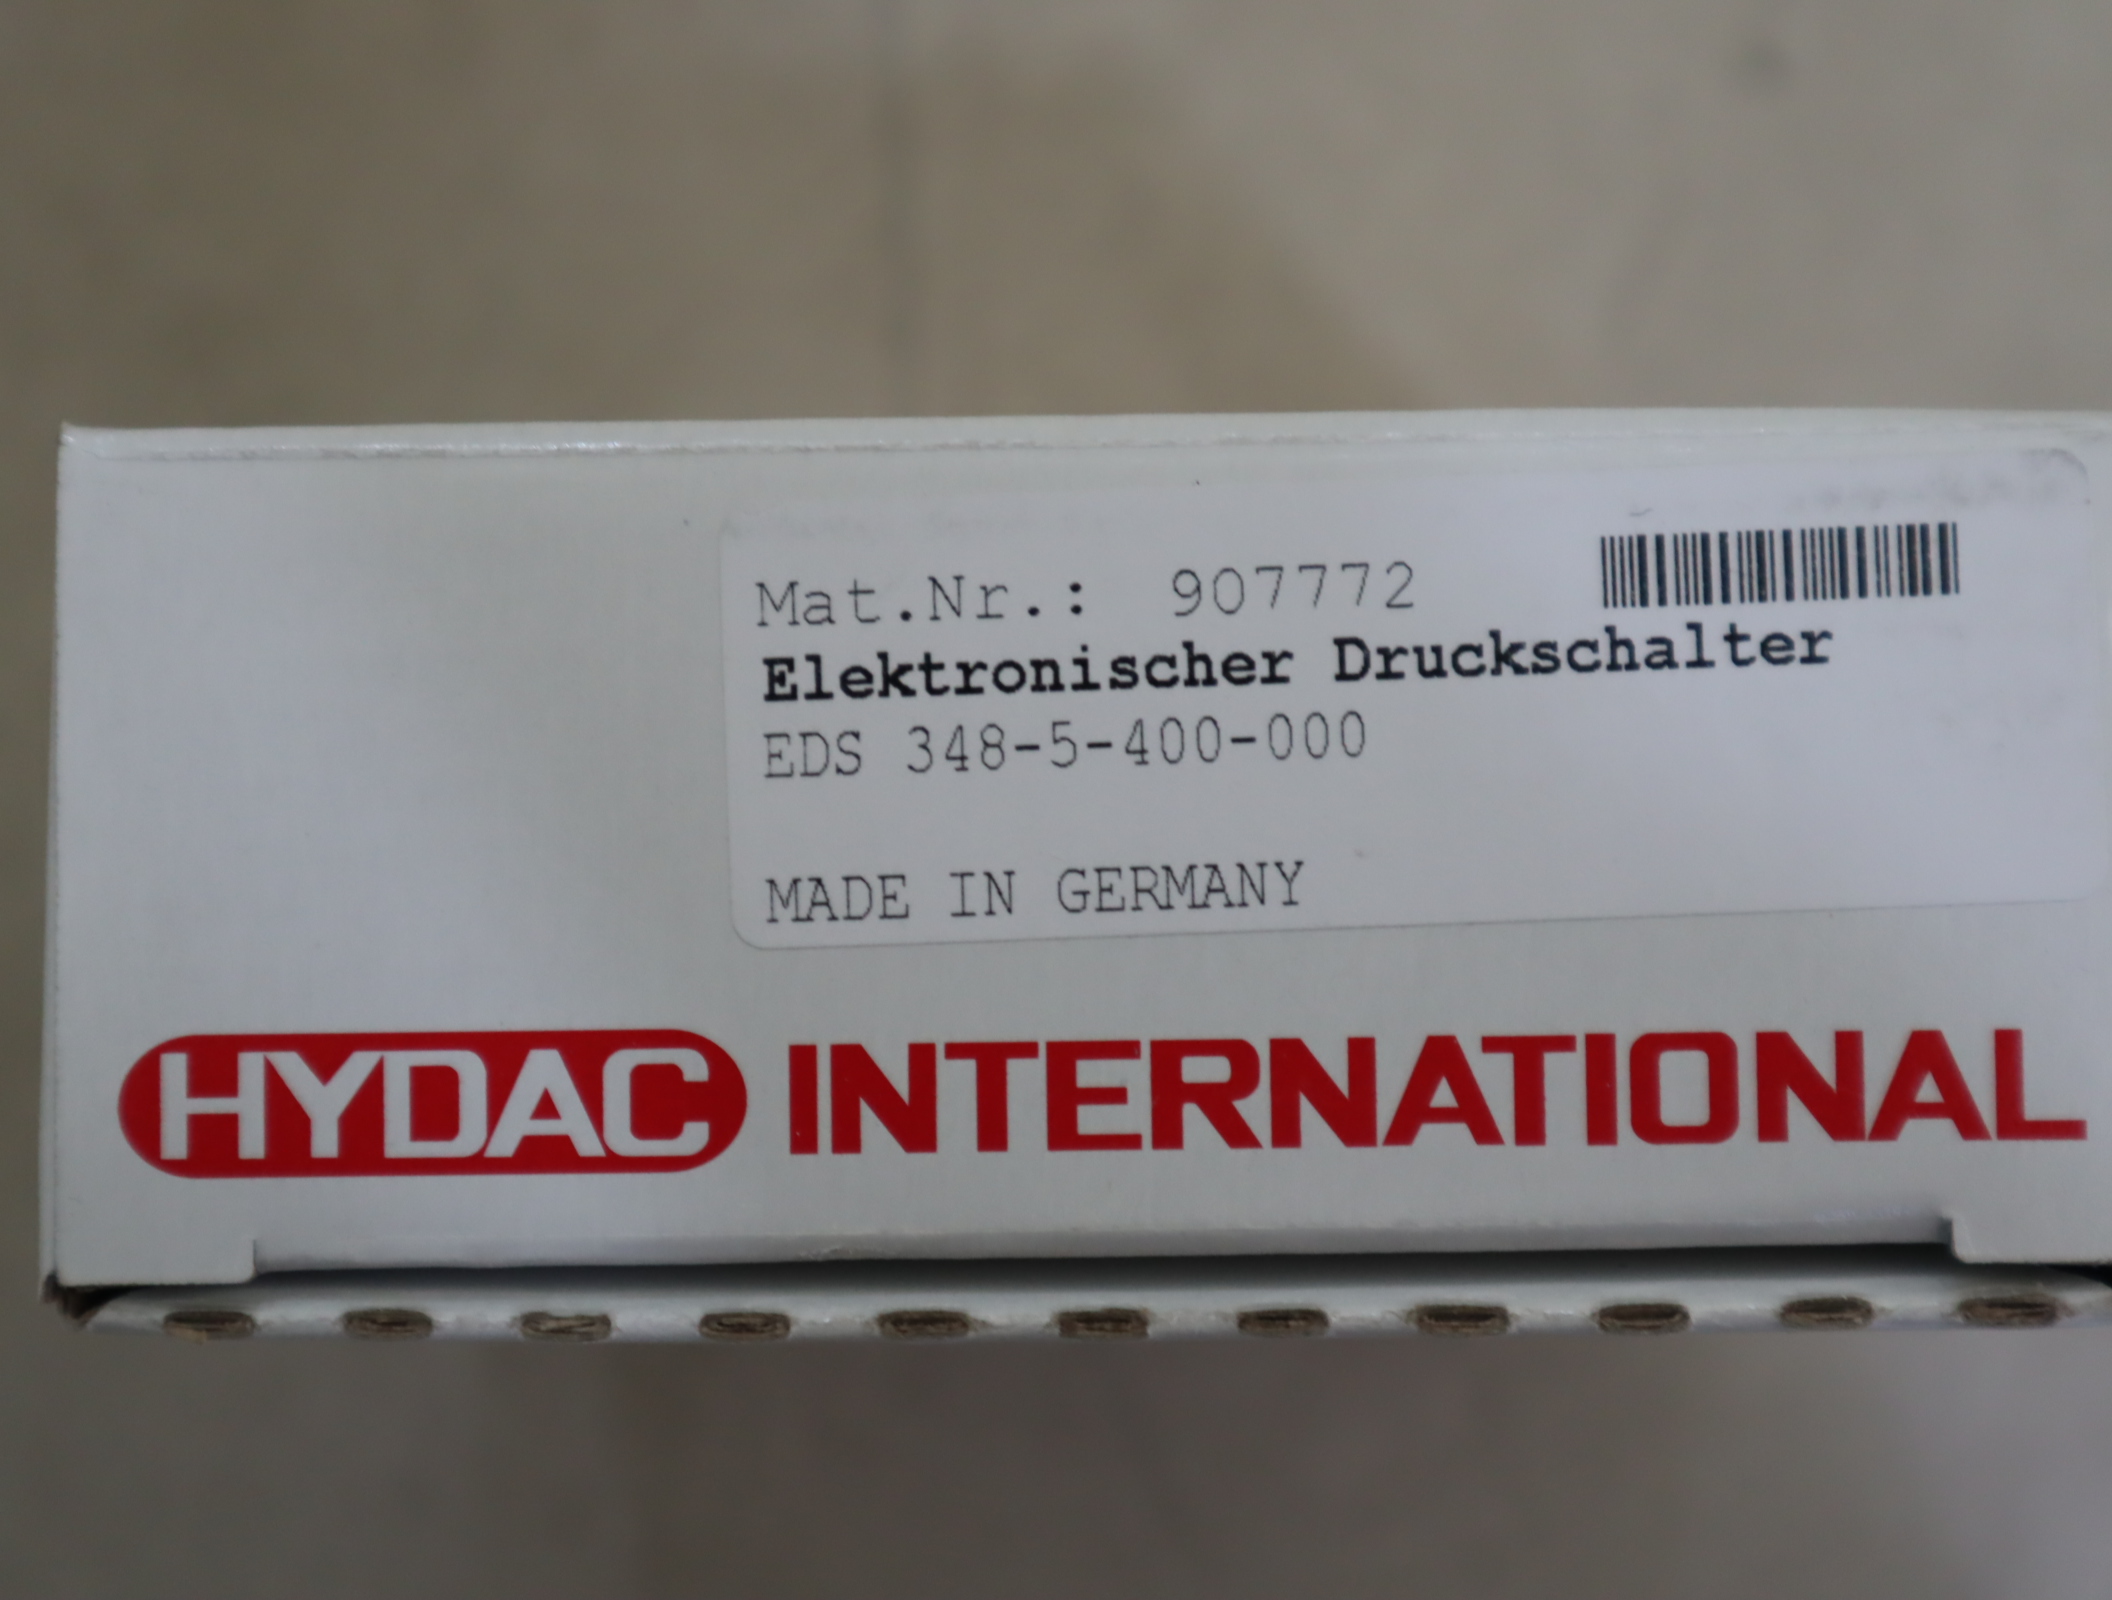 Mat.Nr.: 907772
Elektronischer Druckschalter
EDS 348-5-400-000
MADE IN GERMANY
HYDAC INTERNATIONAL